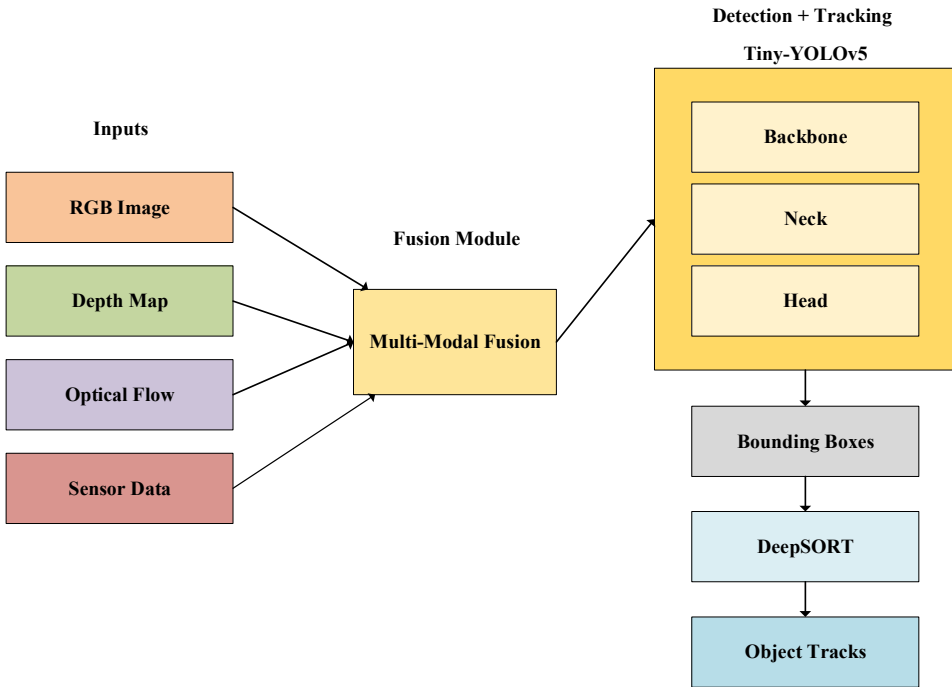 Inputs
RGB Image
Depth Map
Optical Flow
Sensor Data
Fusion Module
Multi-Modal Fusion
Detection + Tracking
Tiny-YOLOv5
Backbone
Neck
Head
Bounding Boxes
DeepSORT
Object Tracks